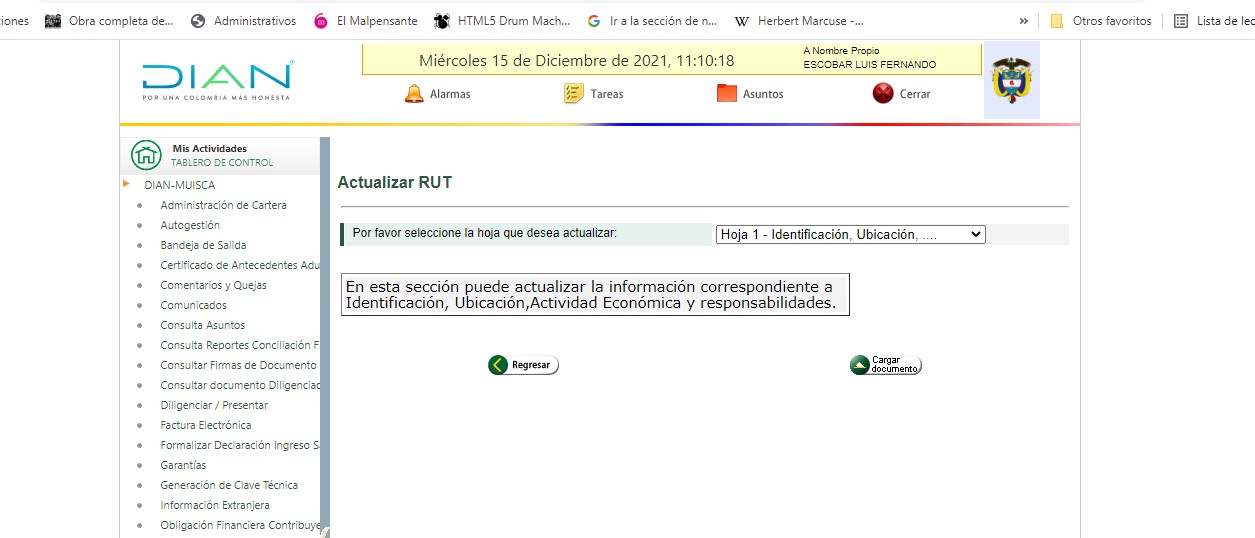 iones Obra completa de... Administrativos El Malpensante HTML5 Drum Mach... Ir a la sección de n... Herbert Marcuse -... » Otros favoritos Lista de lec
DIAN
POR UNA COLOMBIA MÁS HONESTA
Miércoles 15 de Diciembre de 2021, 11:10:18
A Nombre Propio
ESCOBAR LUIS FERNANDO
Alarmas Tareas Asuntos Cerrar
Mis Actividades
TABLERO DE CONTROL
DIAN-MUISCA
Administración de Cartera
Autogestión
Bandeja de Salida
Certificado de Antecedentes Adu
Comentarios y Quejas
Comunicados
Consulta Asuntos
Consulta Reportes Conciliación F
Consultar Firmas de Documento
Consultar documento Diligenciad
Diligenciar / Presentar
Factura Electrónica
Formalizar Declaración Ingreso Sa
Garantías
Generación de Clave Técnica
Información Extranjera
Obligación Financiera Contribuye
Actualizar RUT
Por favor seleccione la hoja que desea actualizar: Hoja 1 - Identificación, Ubicación, ....
En esta sección puede actualizar la información correspondiente a
Identificación, Ubicación,Actividad Económica y responsabilidades.
Regresar
Cargar
documento